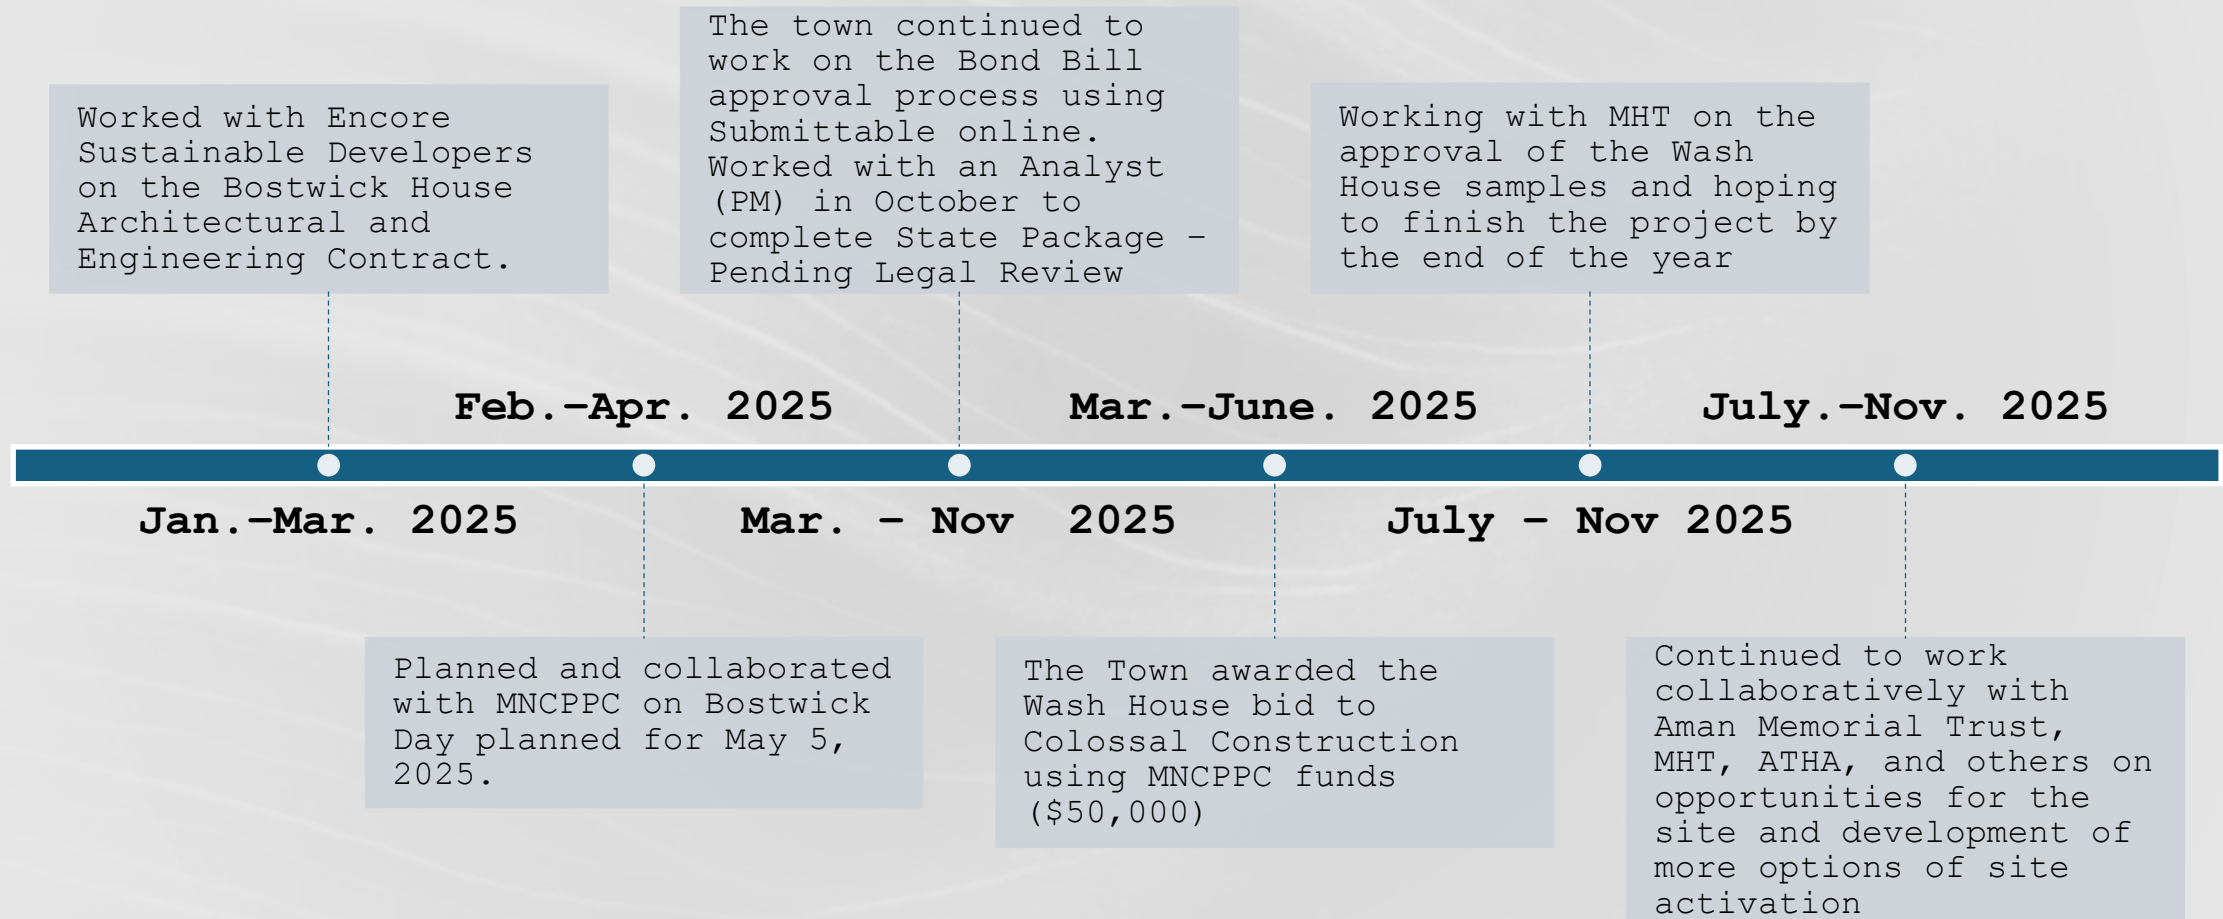 Worked with Encore
Sustainable Developers
on the Bostwick House
Architectural and
Engineering Contract.
The town continued to
work on the Bond Bill
approval process using
Submittable online.
Worked with an Analyst
(PM) in October to
complete State Package –
Pending Legal Review
Working with MHT on the
approval of the Wash
House samples and hoping
to finish the project by
the end of the year
Feb.–Apr. 2025
Mar.–June. 2025
July.–Nov. 2025
Jan.–Mar. 2025
Mar. – Nov  2025
July – Nov 2025
Planned and collaborated
with MNCPPC on Bostwick
Day planned for May 5,
2025.
The Town awarded the
Wash House bid to
Colossal Construction
using MNCPPC funds
($50,000)
Continued to work
collaboratively with
Aman Memorial Trust,
MHT, ATHA, and others on
opportunities for the
site and development of
more options of site
activation